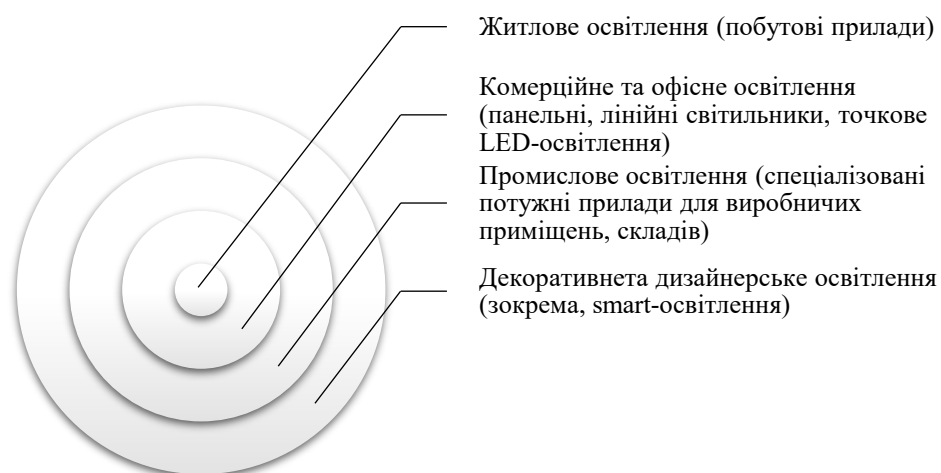 Житлове освітлення (побутові прилади)
Комерційне та офісне освітлення
(панельні, лінійні світильники, точкове
LED-освітлення)
Промислове освітлення (спеціалізовані
потужні прилади для виробничих
приміщень, складів)
Декоративнета дизайнерське освітлення
(зокрема, smart-освітлення)